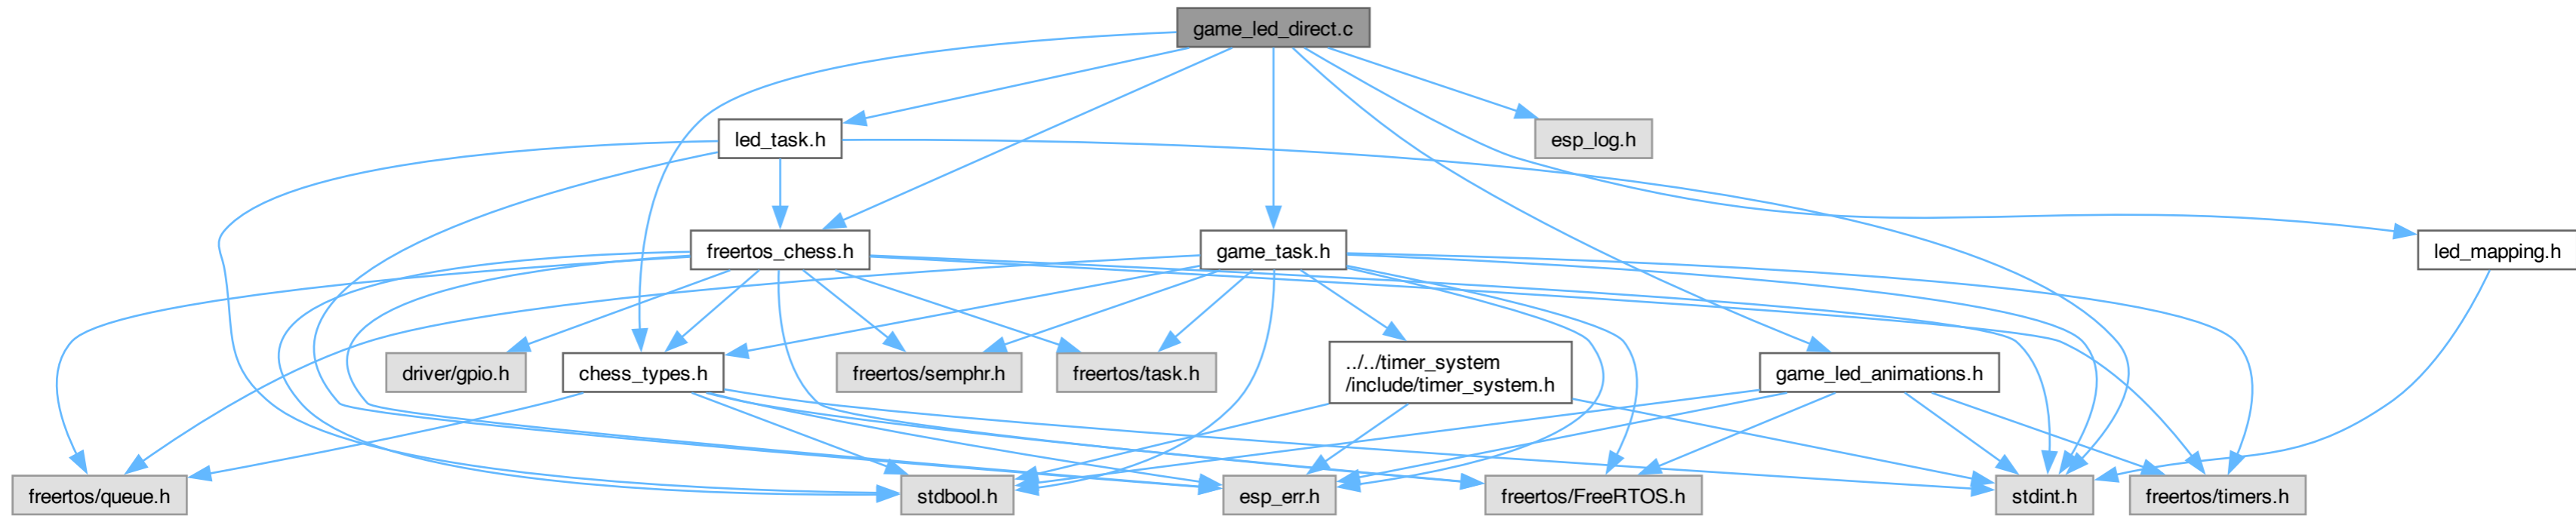 game_led_direct.c
led_task.h
esp_log.h
freertos_chess.h
game_task.h
led_mapping.h
driver/gpio.h
chess_types.h
freertos/semphr.h
freertos/task.h
../../timer_system
/include/timer_system.h
game_led_animations.h
freertos/queue.h
stdbool.h
esp_err.h
freertos/FreeRTOS.h
stdint.h
freertos/timers.h